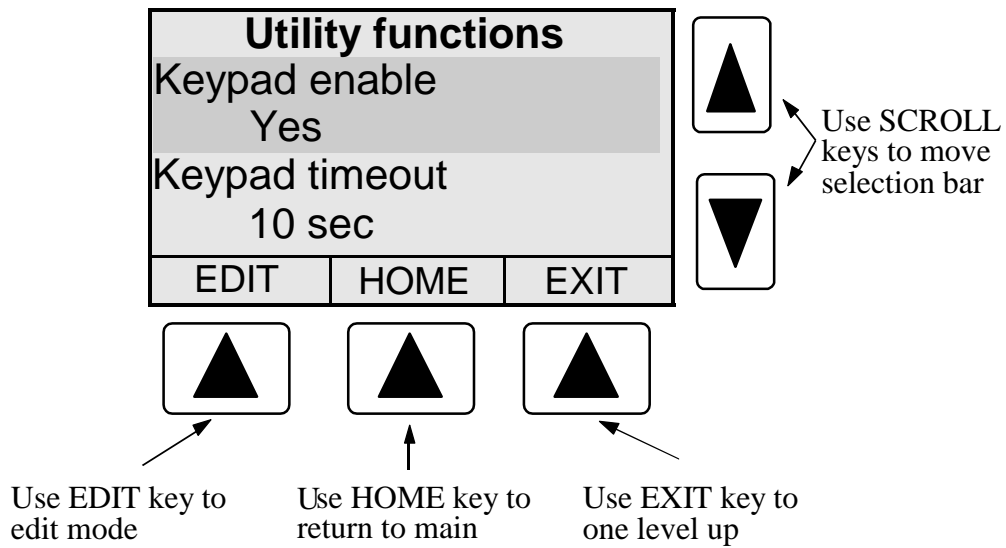 Utility functions
Keypad enable
Yes
Keypad timeout
10 sec
EDIT HOME EXIT
Use SCROLL
keys to move
selection bar
Use EDIT key to
edit mode
Use HOME key to
return to main
Use EXIT key to
one level up